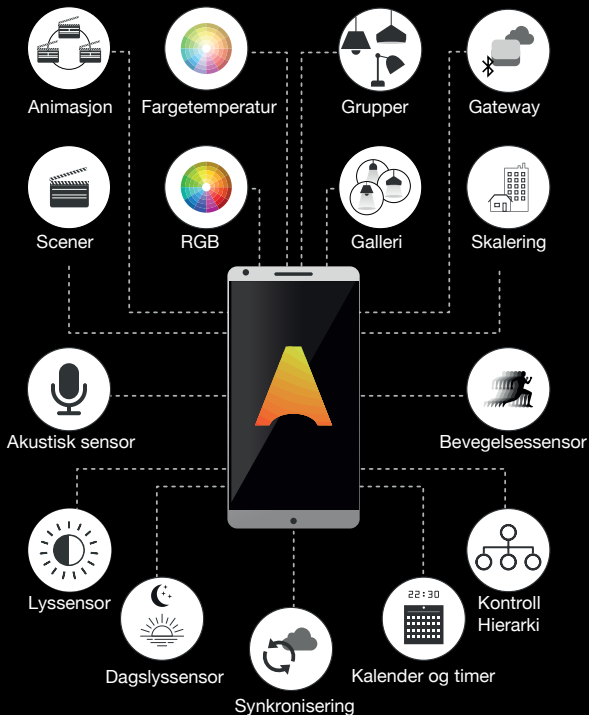 Animasjon
Fargetemperatur
Grupper
Gateway
Scener
RGB
Galleri
Skalering
Akustisk sensor
Bevegelsessensor
Lyssensor
22:30
Kontroll
Hierarki
Dagslyssensor
Kalender og timer
Synkronisering